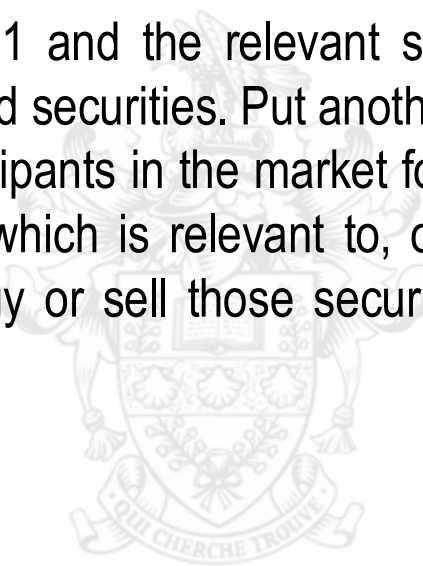 1 and the relevant s
d securities. Put anoth
ipants in the market fo
which is relevant to, o
y or sell those secur
QUI CHERCHE TROUVE